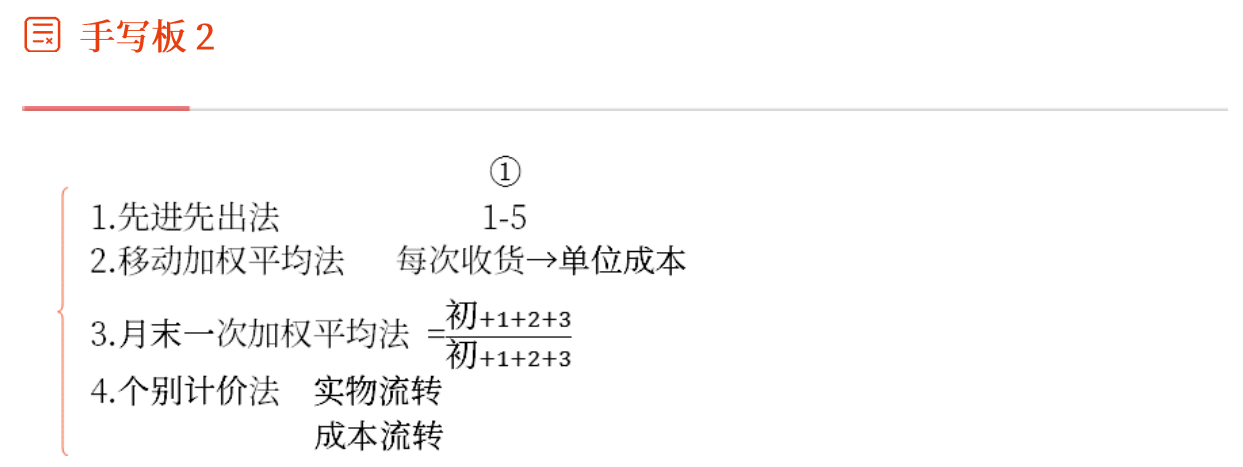 手写板 2
①
1.先进先出法 1-5
2.移动加权平均法 每次收货→单位成本
3.月末一次加权平均法 =初+1+2+3
初+1+2+3
4.个别计价法 实物流转
成本流转